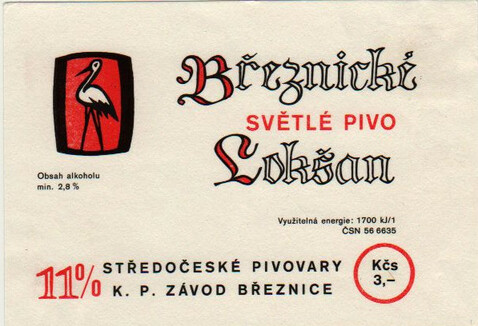 Březnické
SVĚTLÉ PIVO
Lokšan
Obsah alkoholu
min. 2,8 %
Využitelná energie: 1700 kJ/1
ČSN 56 6635
11% STŘEDOČESKÉ PIVOVARY
K. P. ZÁVOD BŘEZNICE
Kčs
3,–